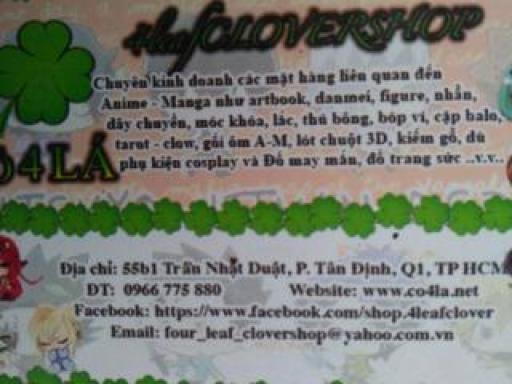 4leafCLOVERSHOP
Chuyên kinh doanh các mặt hàng liên quan đến
Anime - Manga như artbook, danmei, figure, nhẫn,
dây chuyền, móc khóa, lắc, thú bông, bóp ví, cặp balo,
tarot - clow, gối ôm A-M, lót chuột 3D, kiếm gỗ, dù
phụ kiện cosplay và Đồ may mắn, đồ trang sức ...v.v..
4 LÁ
Địa chỉ: 55b1 Trần Nhật Duật, P. Tân Định, Q1, TP HCM
ĐT: 0966 775 880 Website: www.co4la.net
Facebook: https://www.facebook.com/shop.4leafclover
Email: four_leaf_clovershop@yahoo.com.vn